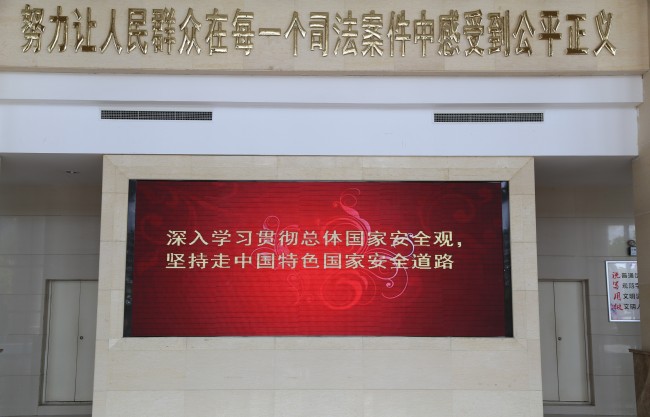 努力让人民群众在每一个司法案件中感受到公平正义
深入学习贯彻总体国家安全观，
坚持走中国特色国家安全道路